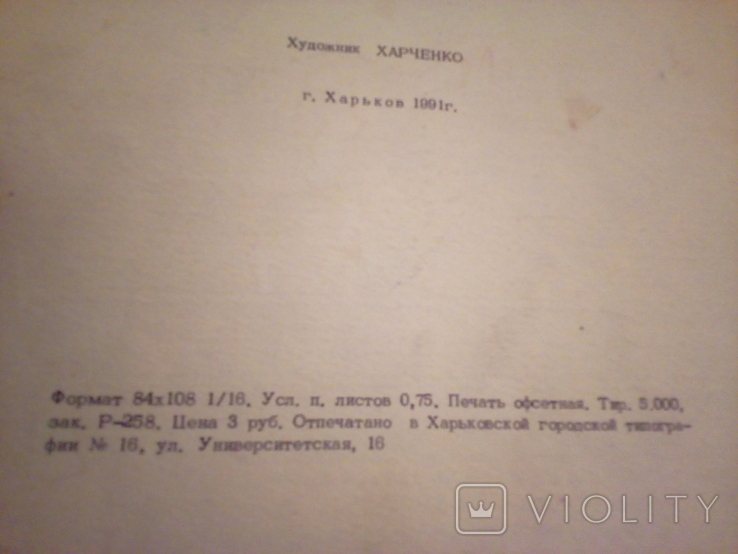 Художник ХАРЧЕНКО
г. Харьков 1991г.
Формат 84x108 1/16. Усл. п. листов 0,75. Печать офсетная. Тир. 5.000,
зак. Р-258. Цена 3 руб. Отпечатано в Харьковской городской типогра-
фии № 16, ул. Университетская, 16
VIOLITY